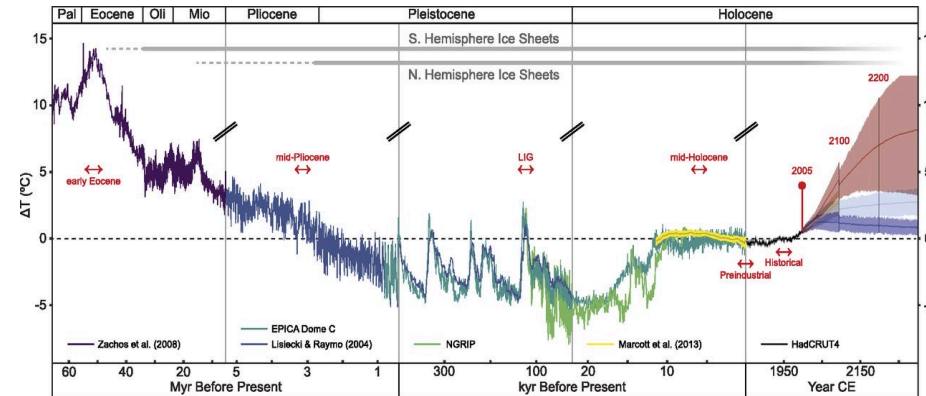 Pal Eocene Oli Mio Pliocene Pleistocene Holocene
S. Hemisphere Ice Sheets
N. Hemisphere Ice Sheets
15
10
5
0
-5
ΔT (°C)
early Eocene
mid-Pliocene
LIG
mid-Holocene
2005
2100
2200
Preindustrial
Historical
EPICA Dome C
Zachos et al. (2008) Lisiecki & Raymo (2004) NGRIP Marcott et al. (2013) HadCRUT4
60 40 20 5 3 1 300 100 20 10 1950 2150
Myr Before Present kyr Before Present Year CE